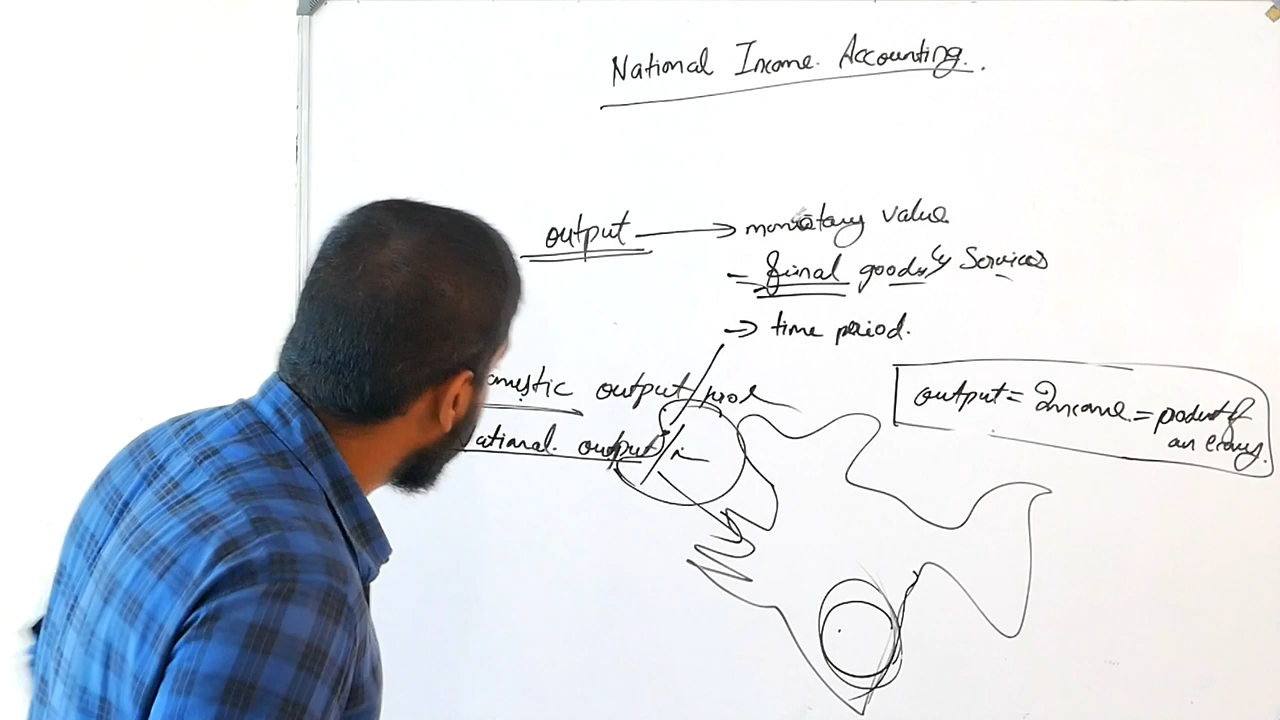 National Income Accounting.
output → monetary value
- final goods & Services
→ time period.
omestic output/prod
ational output
output = Income = product of
an